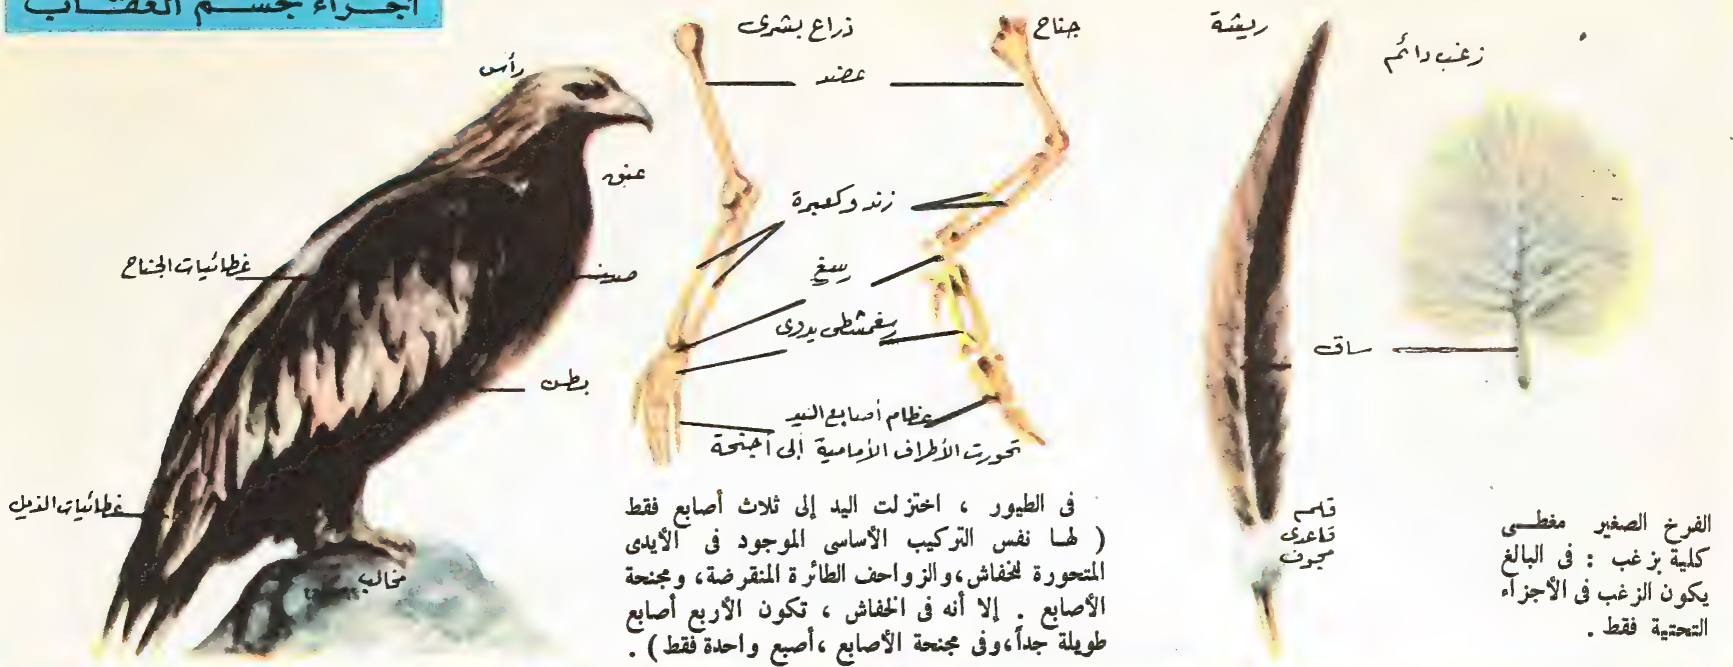 أجزاء بجسم العقاب
رأس
عنق
غطائيات الجناح
صدر
بطن
غطائيات الذيل
مخالب
ذراع بشرى
جناح
عضد
زند وكعبرة
رسغ
رسغمشطى يدوى
عظام أصابع اليد
تحورت الأطراف الأمامية إلى أجنحة
فى الطيور ، اختزلت اليد إلى ثلاث أصابع فقط
( لها نفس التركيب الأساسى الموجود فى الأيدى
المتحورة للخفاش، والزواحف الطائرة المنقرضة، ومجنحة
الأصابع . إلا أنه فى الخفاش ، تكون الأربع أصابع
طويلة جداً، وفى مجنحة الأصابع ، أصبع واحدة فقط ) .
ريشة
زغب دائم
ساق
قلم
قاعدى
مجوف
الفرخ الصغير مغطى
كلية بزغب : فى البالغ
يكون الزغب فى الأجزاء
التحتية فقط .